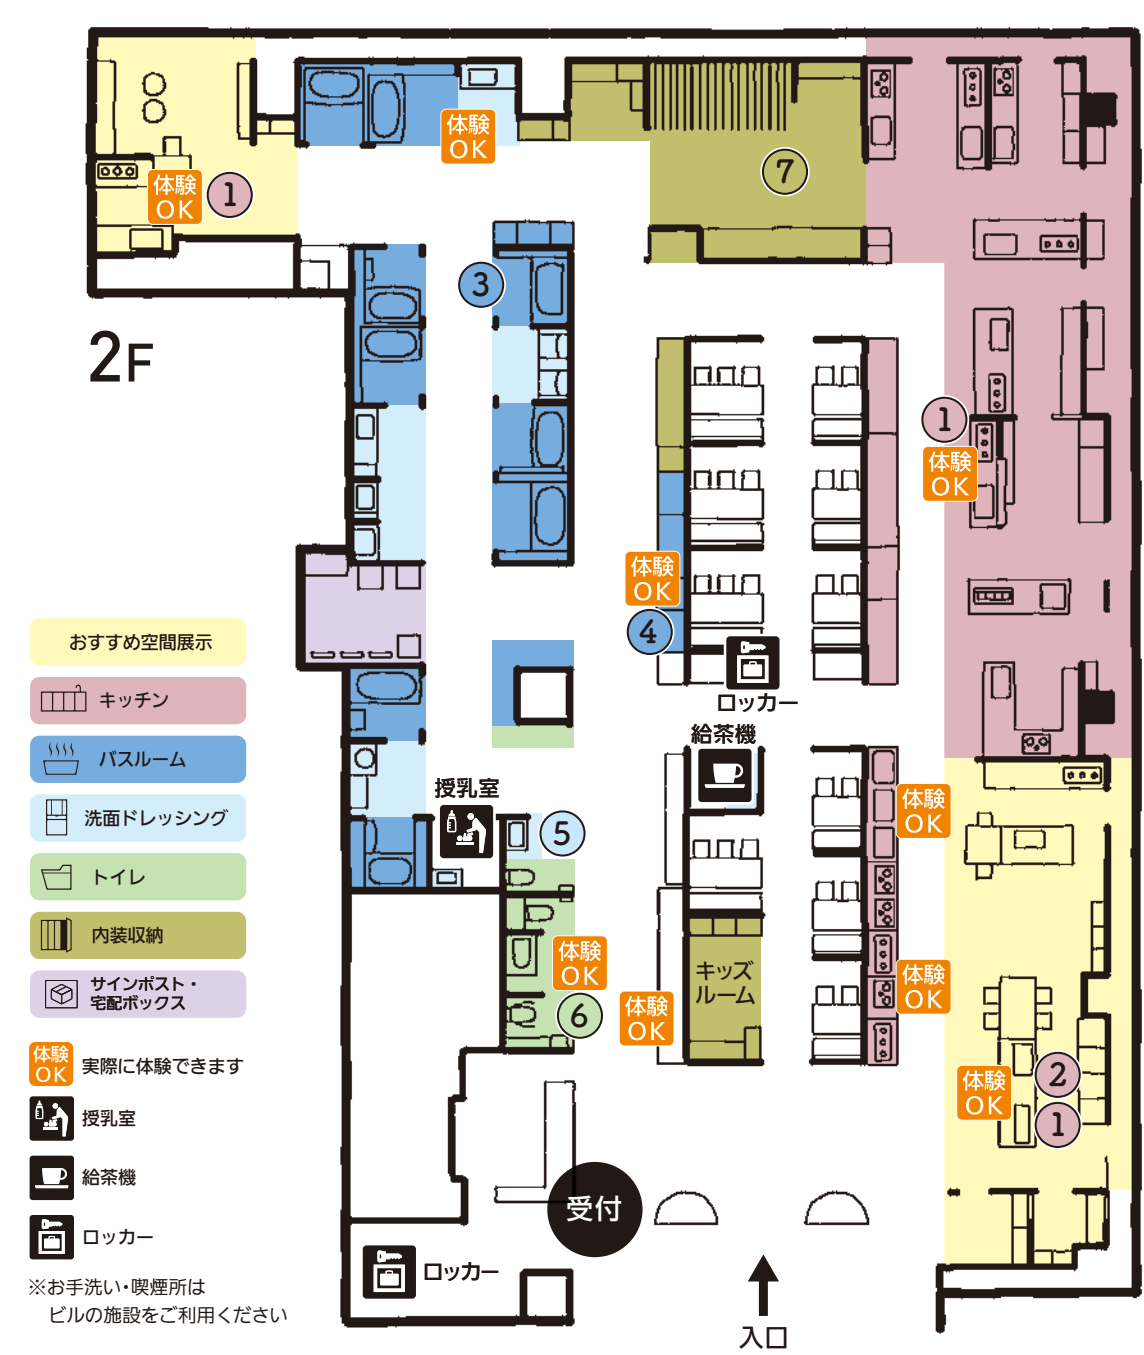 体験
OK
7
体験
OK
1
3
2F
1
体験
OK
体験
OK
4
おすすめ空間展示
キッチン
ロッカー
給茶機
バスルーム
授乳室
体験
OK
洗面ドレッシング
5
トイレ
内装収納
体験
OK
キッズ
ルーム
体験
OK
サインポスト・
宅配ボックス
6
体験
OK
体験
OK
実際に体験できます
2
体験
OK
1
授乳室
給茶機
受付
ロッカー
ロッカー
※お手洗い・喫煙所は
ビルの施設をご利用ください
入口